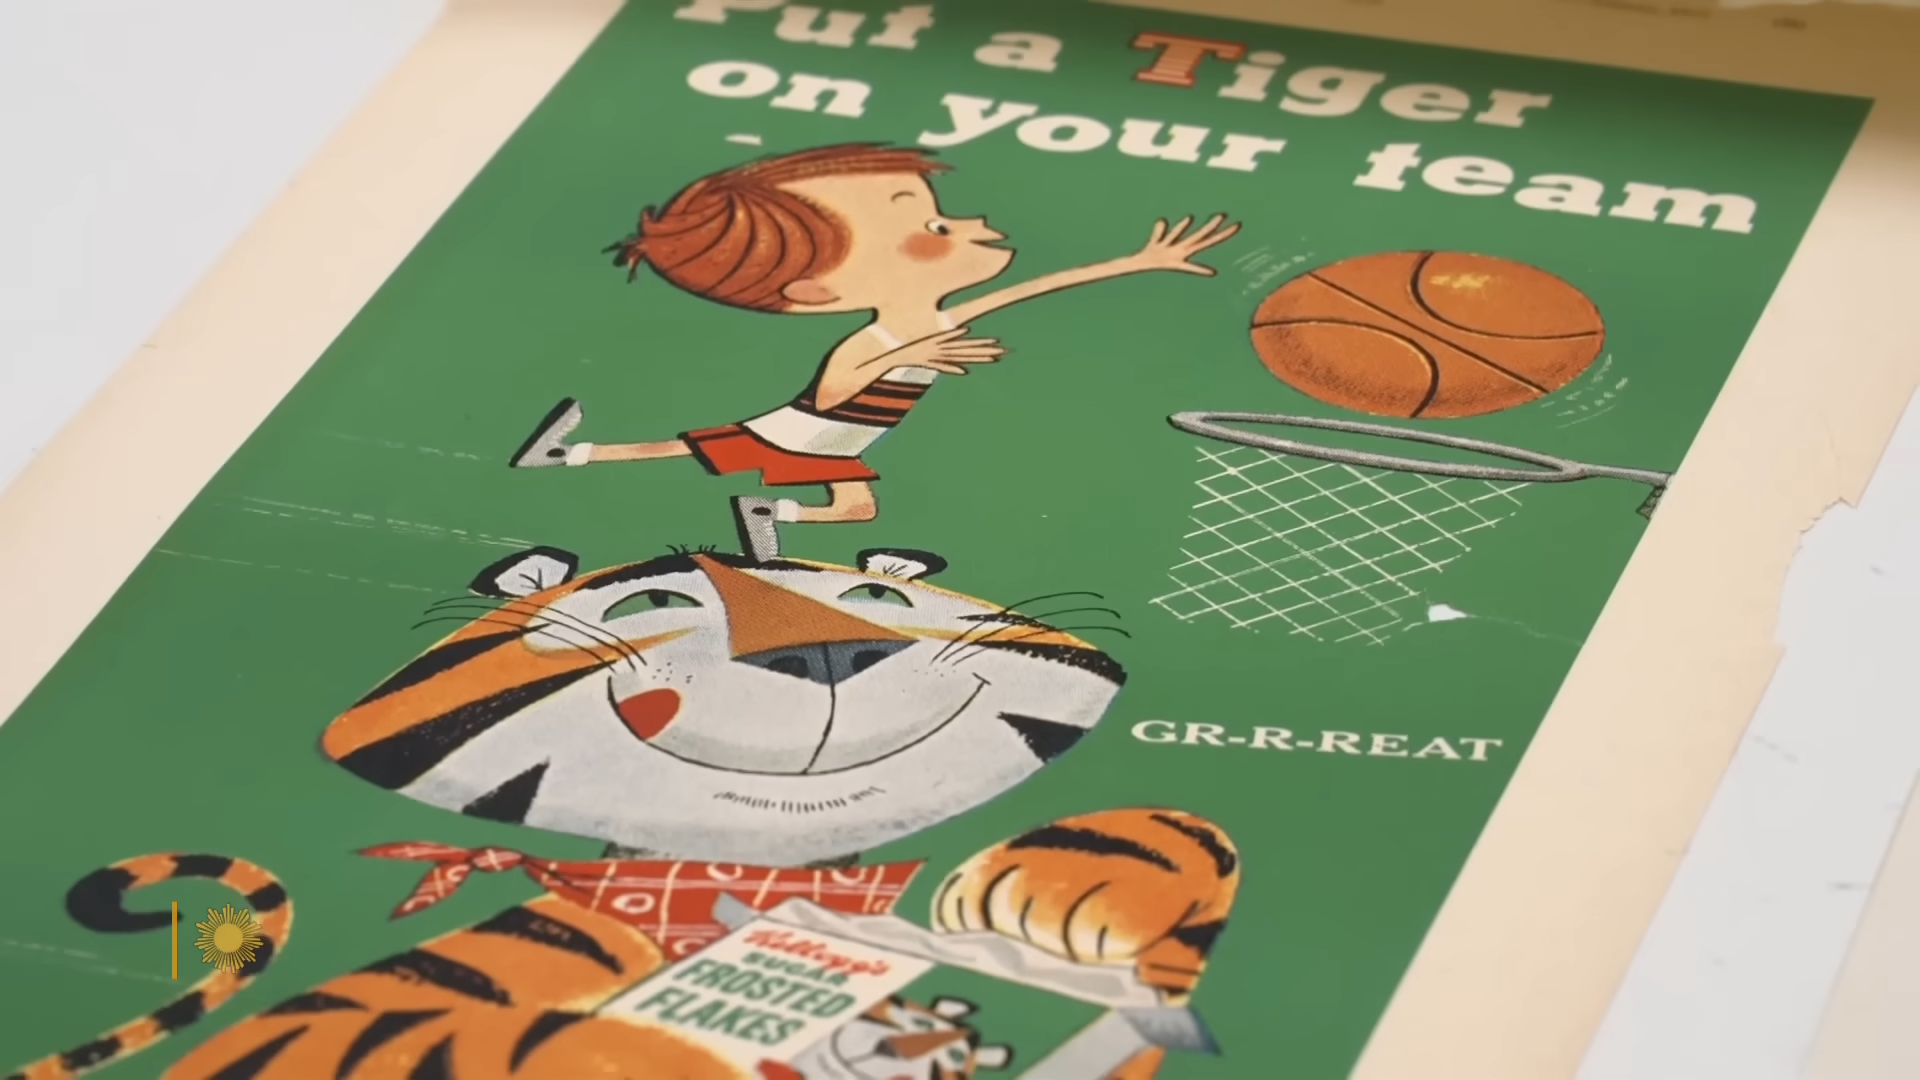 Put a Tiger
on your team
GR-R-REAT
Kellogg's
SUGAR
FROSTED
FLAKES